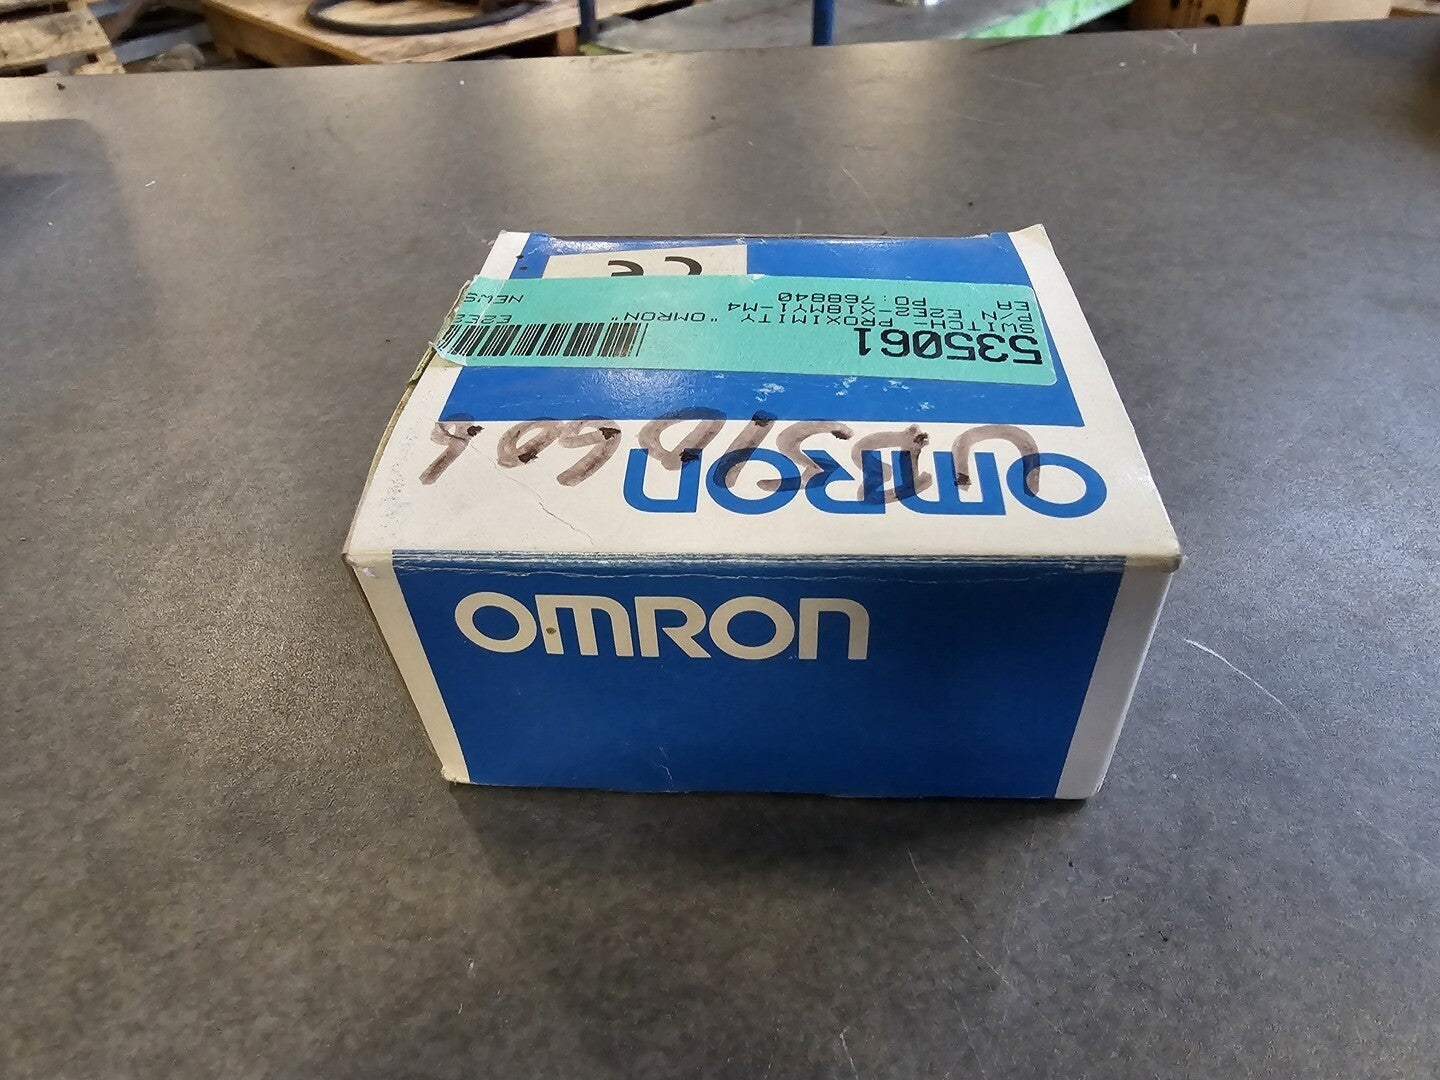 535061
SWITCH-PROXIMITY "OMRON"
P/N E2E2-X18MY1-M4
EA PO:768840
NEWS
CE
OMRON
OMRON